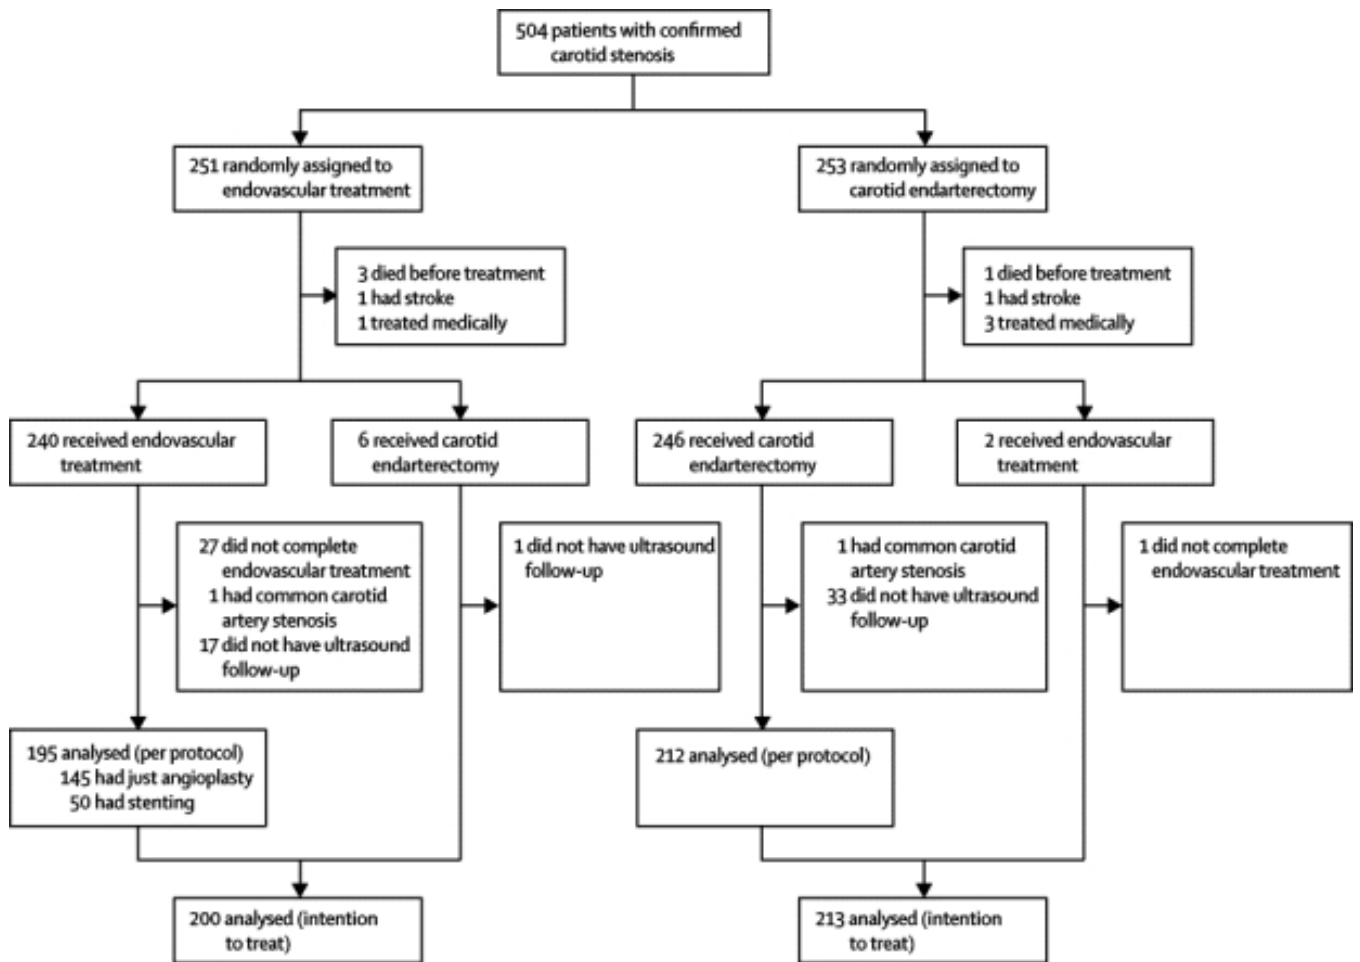 504 patients with confirmed
carotid stenosis
251 randomly assigned to
endovascular treatment
253 randomly assigned to
carotid endarterectomy
3 died before treatment
1 had stroke
1 treated medically
1 died before treatment
1 had stroke
3 treated medically
240 received endovascular
treatment
6 received carotid
endarterectomy
246 received carotid
endarterectomy
2 received endovascular
treatment
27 did not complete
endovascular treatment
1 had common carotid
artery stenosis
17 did not have ultrasound
follow-up
1 did not have ultrasound
follow-up
1 had common carotid
artery stenosis
33 did not have ultrasound
follow-up
1 did not complete
endovascular treatment
195 analysed (per protocol)
145 had just angioplasty
50 had stenting
212 analysed (per protocol)
200 analysed (intention
to treat)
213 analysed (intention
to treat)